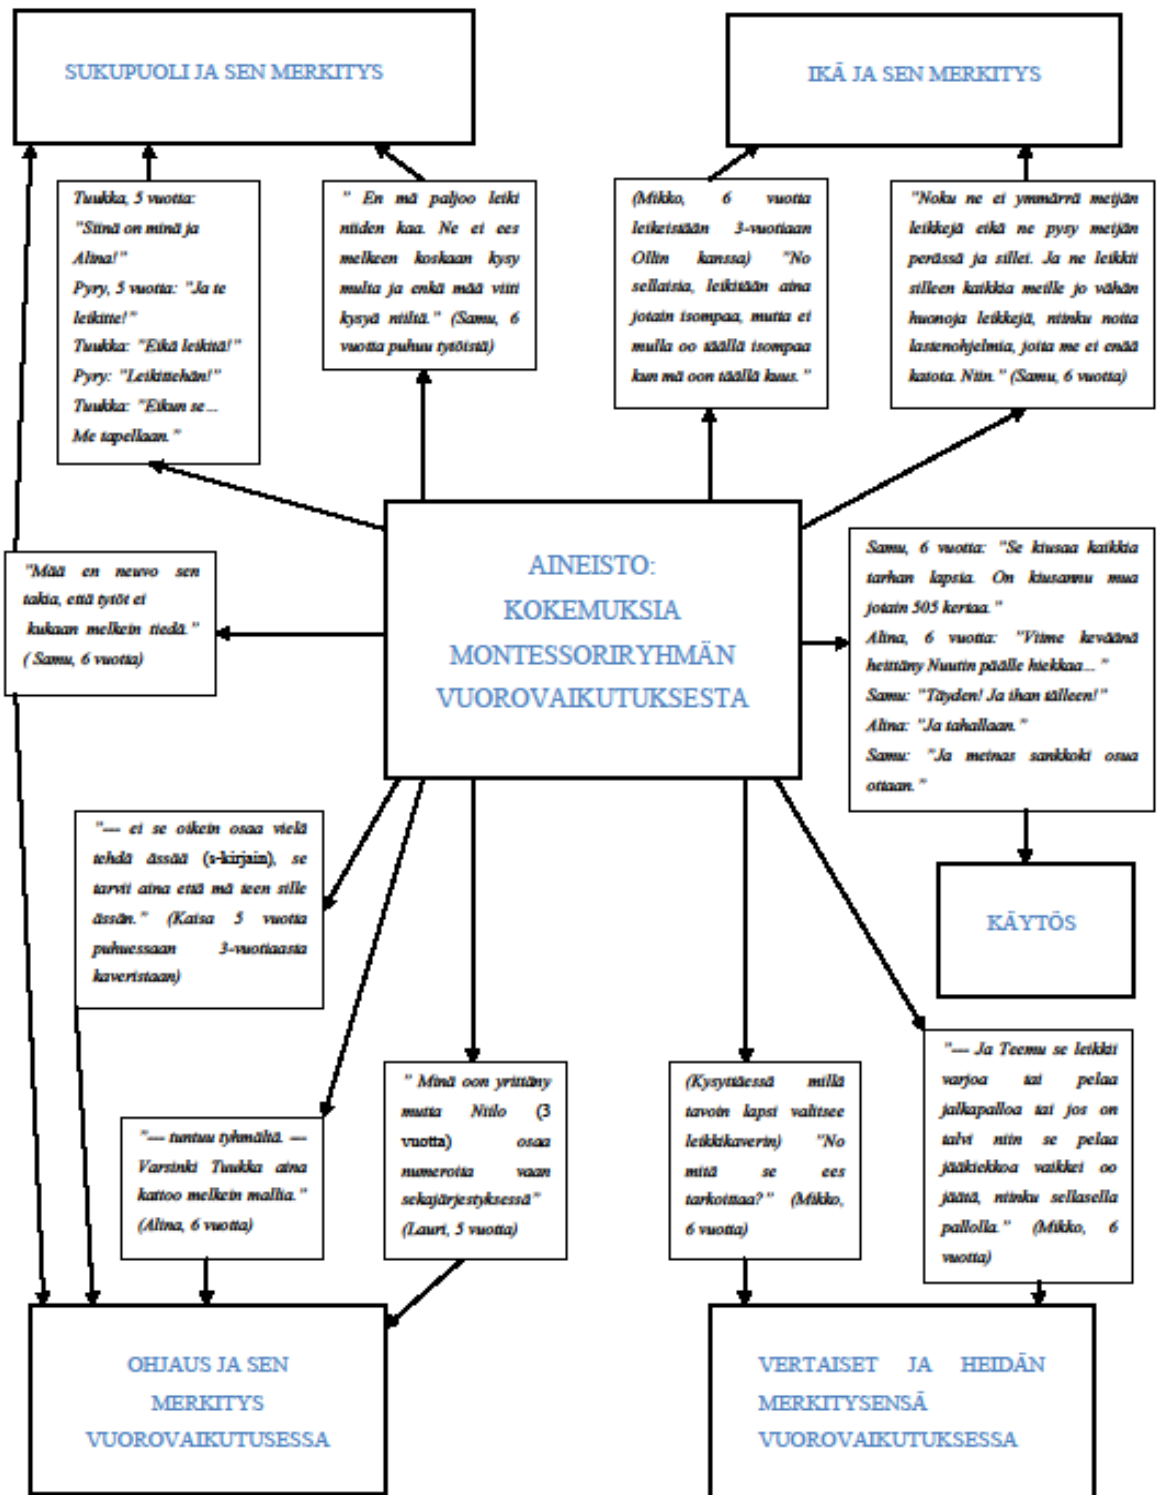 SUKUPUOLI JA SEN MERKITYS
IKÄ JA SEN MERKITYS
Tuukka, 5 vuotta:
"Siinä on minä ja
Alina!"
Pyry, 5 vuotta: "Ja te
leikitte!"
Tuukka: "Eikä leikitä!"
Pyry: "Leikittehän!"
Tuukka: "Eikun se...
Me tapellaan."
" En mä paljoo leiki
niiden kaa. Ne ei ees
melkeen koskaan kysy
multa ja enkä mää viiti
kysyä niiltä." (Samu, 6
vuotta puhuu tytöistä)
(Mikko, 6 vuotta
leikeistään 3-vuotiaan
Ollin kanssa) "No
sellaisia, leikitään aina
jotain isompaa, mutta ei
mulla oo täällä isompaa
kun mä oon täällä kuus."
"Noku ne ei ymmärrä meijän
leikkejä eikä ne pysy meijän
perässä ja sillei. Ja ne leikkii
silleen kaikkia meille jo vähän
huonoja leikkejä, niinku noita
lastenohjelmia, joita me ei enää
katota. Niin." (Samu, 6 vuotta)
"Mää en neuvo sen
takia, että tytöt ei
kukaan melkein tiedä."
( Samu, 6 vuotta)
AINEISTO:
KOKEMUKSIA
MONTESSORIRYHMÄN
VUOROVAIKUTUKSESTA
Samu, 6 vuotta: "Se kiusaa kaikkia
tarhan lapsia. On kiusannu mua
jotain 505 kertaa."
Alina, 6 vuotta: "Viime keväänä
heittäny Nuutin päälle hiekkaa... "
Samu: "Täyden! Ja ihan tälleen!"
Alina: "Ja tahallaan."
Samu: "Ja meinas sankkoki osua
ottaan."
"--- ei se oikein osaa vielä
tehdä ässää (s-kirjain), se
tarvii aina että mä teen sille
ässän." (Kaisa 5 vuotta
puhuessaan 3-vuotiaasta
kaveristaan)
KÄYTÖS
"--- tuntuu tyhmältä. ---
Varsinki Tuukka aina
kattoo melkein mallia."
(Alina, 6 vuotta)
" Minä oon yrittäny
mutta Niilo (3
vuotta) osaa
numeroita vaan
sekajärjestyksessä"
(Lauri, 5 vuotta)
(Kysyttäessä millä
tavoin lapsi valitsee
leikkikaverin) "No
mitä se ees
tarkoittaa?" (Mikko,
6 vuotta)
"--- Ja Teemu se leikkii
varjoa tai pelaa
jalkapalloa tai jos on
talvi niin se pelaa
jääkiekkoa vaikkei oo
jäätä, niinku sellasella
pallolla." (Mikko, 6
vuotta)
OHJAUS JA SEN
MERKITYS
VUOROVAIKUTUSESSA
VERTAISET JA HEIDÄN
MERKITYSENSÄ
VUOROVAIKUTUKSESSA